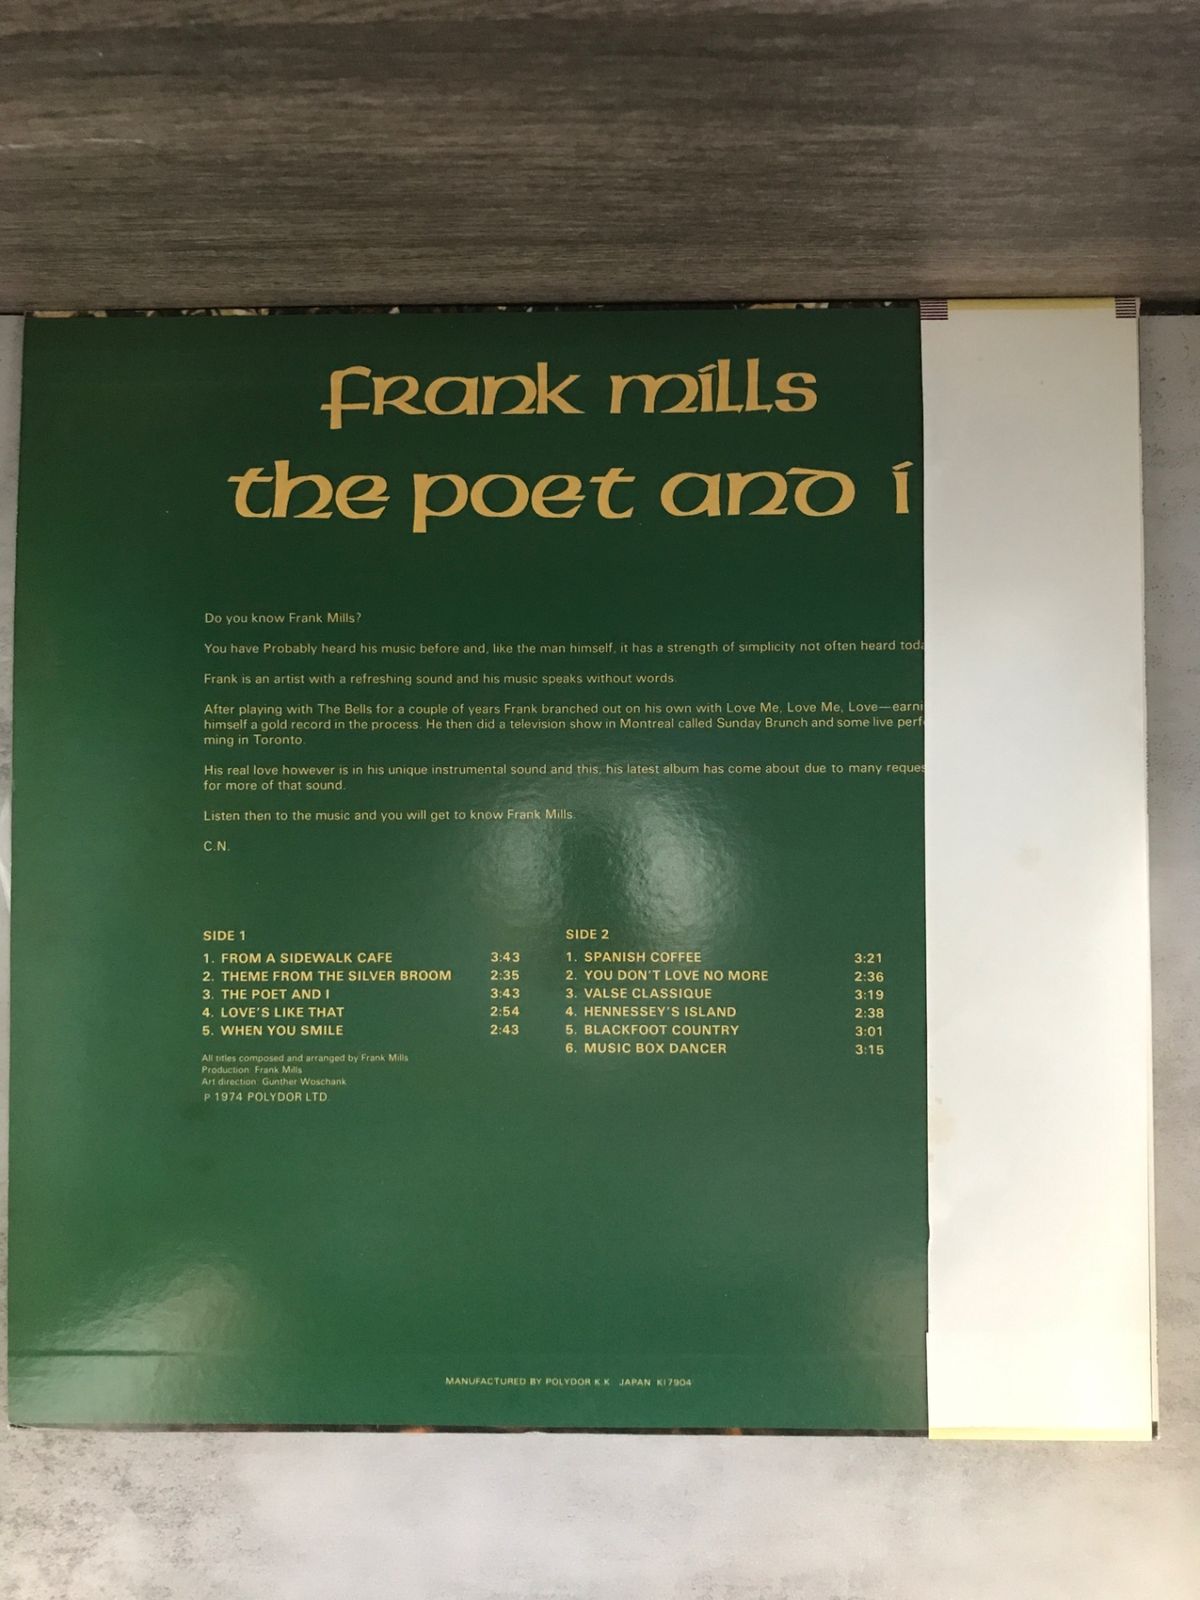 frank mills
the poet and i
Do you know Frank Mills?
You have Probably heard his music before and, like the man himself, it has a strength of simplicity not often heard
Frank is an artist with a refreshing sound and his music speaks without words.
After playing with The Bells for a couple of years Frank branched out on his own with Love Me, Love Me, Love—
himself a gold record in the process. He then did a television show in Montreal called Sunday Brunch and some live
ming in Toronto.
His real love however is in his unique instrumental sound and this, his latest album has come about due to many
for more of that sound.
Listen then to the music and you will get to know Frank Mills.
C.N.
SIDE 1
1. FROM A SIDEWALK CAFE 3:43
2. THEME FROM THE SILVER BROOM 2:35
3. THE POET AND I 3:43
4. LOVE'S LIKE THAT 2:54
5. WHEN YOU SMILE 2:43
All titles composed and arranged by Frank Mills
Production: Frank Mills
Art direction: Gunther Woschank
P 1974 POLYDOR LTD.
SIDE 2
1. SPANISH COFFEE 3:21
2. YOU DON'T LOVE NO MORE 2:36
3. VALSE CLASSIQUE 3:19
4. HENNESSEY'S ISLAND 2:38
5. BLACKFOOT COUNTRY 3:01
6. MUSIC BOX DANCER 3:15
MANUFACTURED BY POLYDOR K.K. JAPAN KI 7904